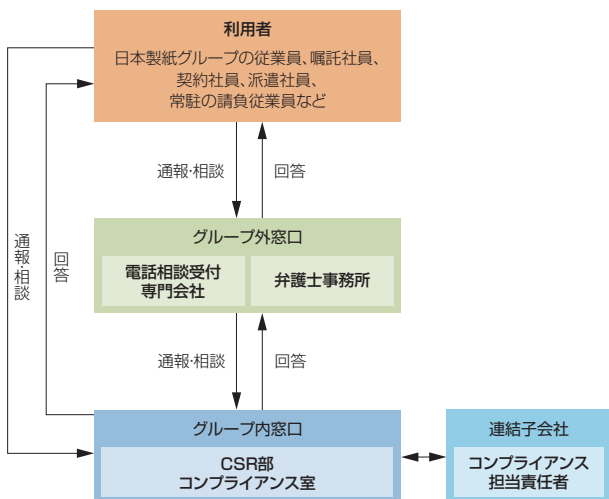 利用者
日本製紙グループの従業員、嘱託社員、
契約社員、派遣社員、
常駐の請負従業員など
通報・相談
回答
グループ外窓口
電話相談受付
専門会社
弁護士事務所
通報・相談
回答
通報・相談
回答
グループ内窓口
CSR部
コンプライアンス室
連結子会社
コンプライアンス
担当責任者